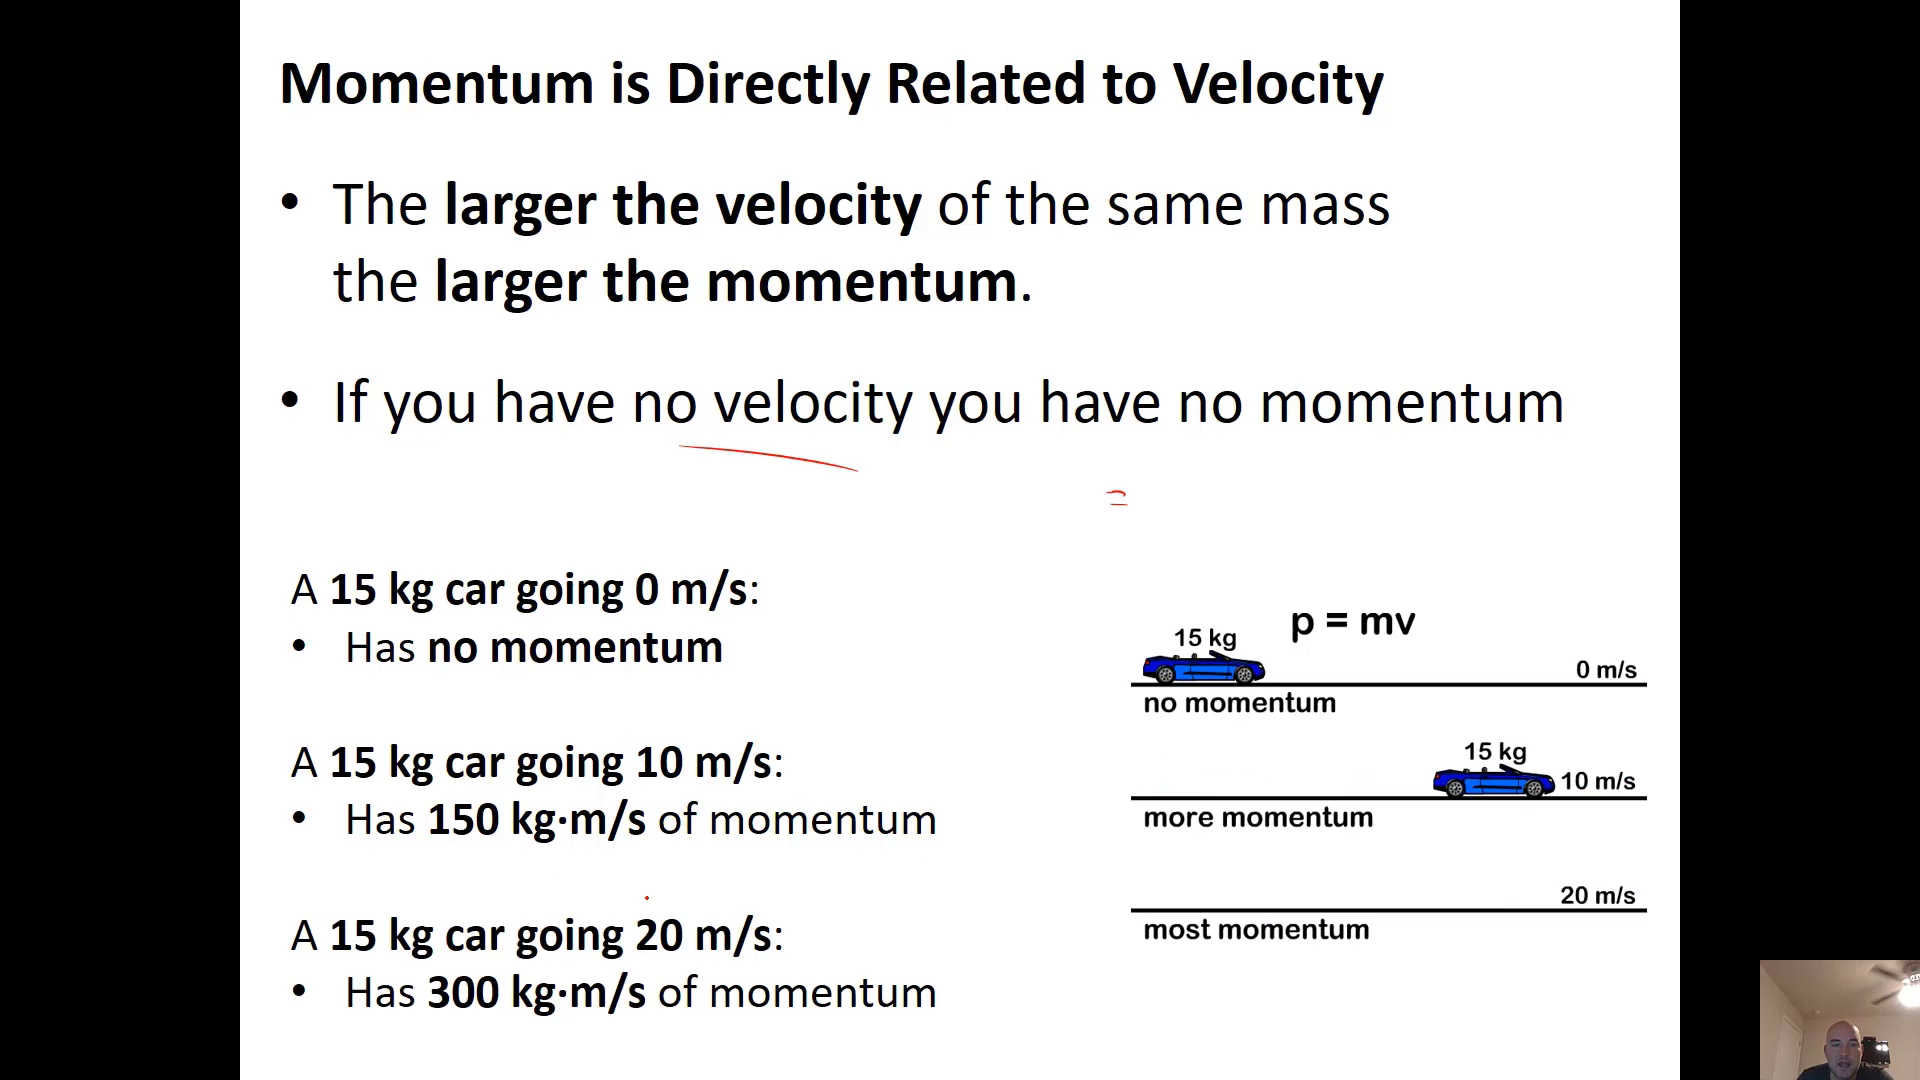 Momentum is Directly Related to Velocity
• The larger the velocity of the same mass
the larger the momentum.
• If you have no velocity you have no momentum
=
A 15 kg car going 0 m/s:
• Has no momentum
A 15 kg car going 10 m/s:
• Has 150 kg·m/s of momentum
A 15 kg car going 20 m/s:
• Has 300 kg·m/s of momentum
p = mv
15 kg
0 m/s
no momentum
15 kg
10 m/s
more momentum
20 m/s
most momentum